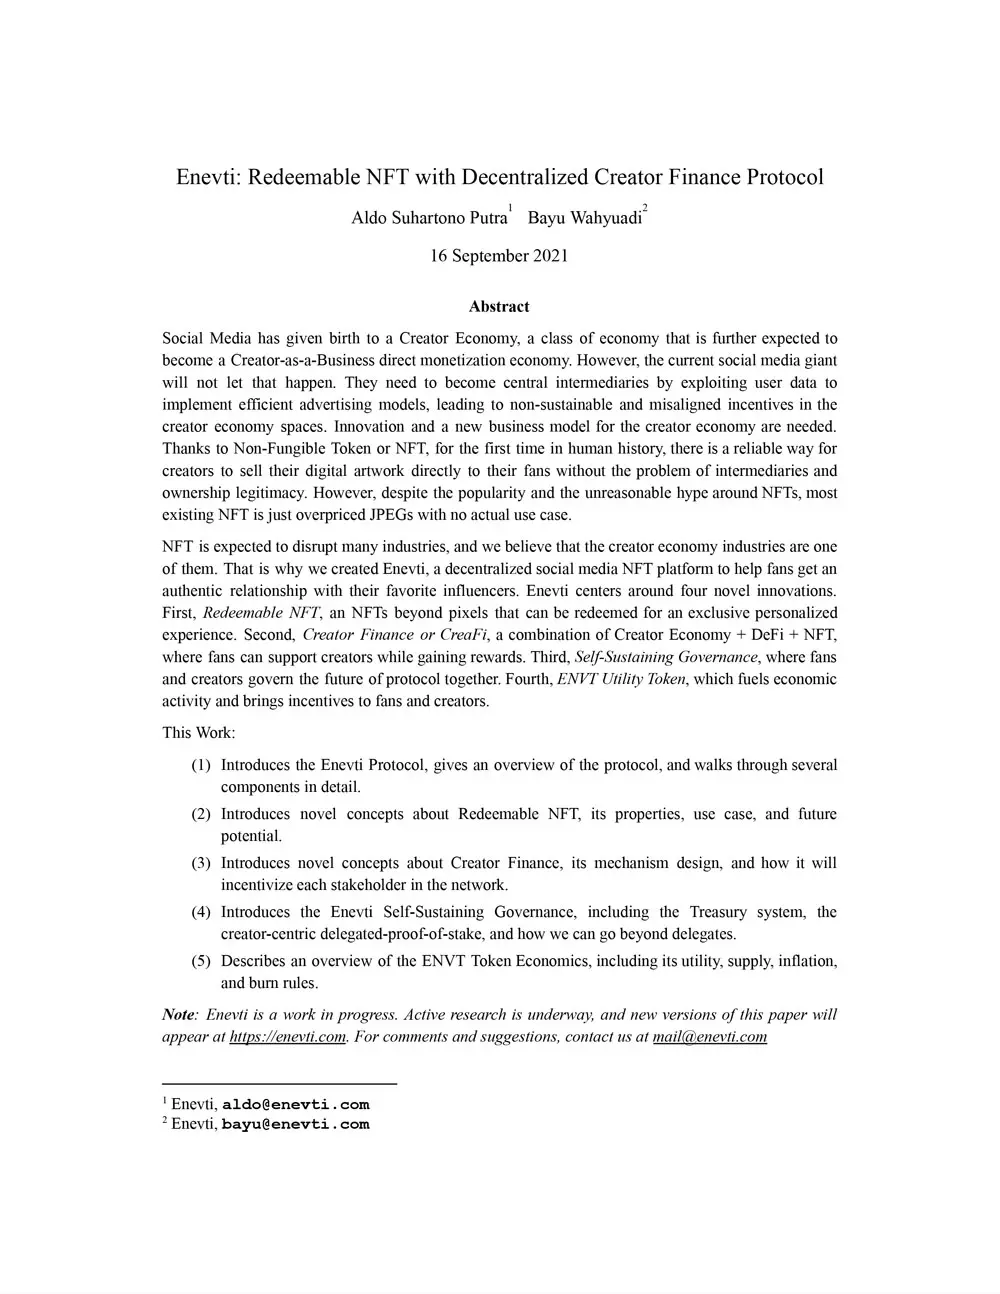 Enevti: Redeemable NFT with Decentralized Creator Finance Protocol
Aldo Suhartono Putra1 Bayu Wahyuadi2
16 September 2021
Abstract
Social Media has given birth to a Creator Economy, a class of economy that is further expected to
become a Creator-as-a-Business direct monetization economy. However, the current social media giant
will not let that happen. They need to become central intermediaries by exploiting user data to
implement efficient advertising models, leading to non-sustainable and misaligned incentives in the
creator economy spaces. Innovation and a new business model for the creator economy are needed.
Thanks to Non-Fungible Token or NFT, for the first time in human history, there is a reliable way for
creators to sell their digital artwork directly to their fans without the problem of intermediaries and
ownership legitimacy. However, despite the popularity and the unreasonable hype around NFTs, most
existing NFT is just overpriced JPEGs with no actual use case.
NFT is expected to disrupt many industries, and we believe that the creator economy industries are one
of them. That is why we created Enevti, a decentralized social media NFT platform to help fans get an
authentic relationship with their favorite influencers. Enevti centers around four novel innovations.
First, Redeemable NFT, an NFTs beyond pixels that can be redeemed for an exclusive personalized
experience. Second, Creator Finance or CreaFi, a combination of Creator Economy + DeFi + NFT,
where fans can support creators while gaining rewards. Third, Self-Sustaining Governance, where fans
and creators govern the future of protocol together. Fourth, ENVT Utility Token, which fuels economic
activity and brings incentives to fans and creators.
This Work:
(1) Introduces the Enevti Protocol, gives an overview of the protocol, and walks through several
components in detail.
(2) Introduces novel concepts about Redeemable NFT, its properties, use case, and future
potential.
(3) Introduces novel concepts about Creator Finance, its mechanism design, and how it will
incentivize each stakeholder in the network.
(4) Introduces the Enevti Self-Sustaining Governance, including the Treasury system, the
creator-centric delegated-proof-of-stake, and how we can go beyond delegates.
(5) Describes an overview of the ENVT Token Economics, including its utility, supply, inflation,
and burn rules.
Note: Enevti is a work in progress. Active research is underway, and new versions of this paper will
appear at https://enevti.com. For comments and suggestions, contact us at mail@enevti.com
1 Enevti, aldo@enevti.com
2 Enevti, bayu@enevti.com